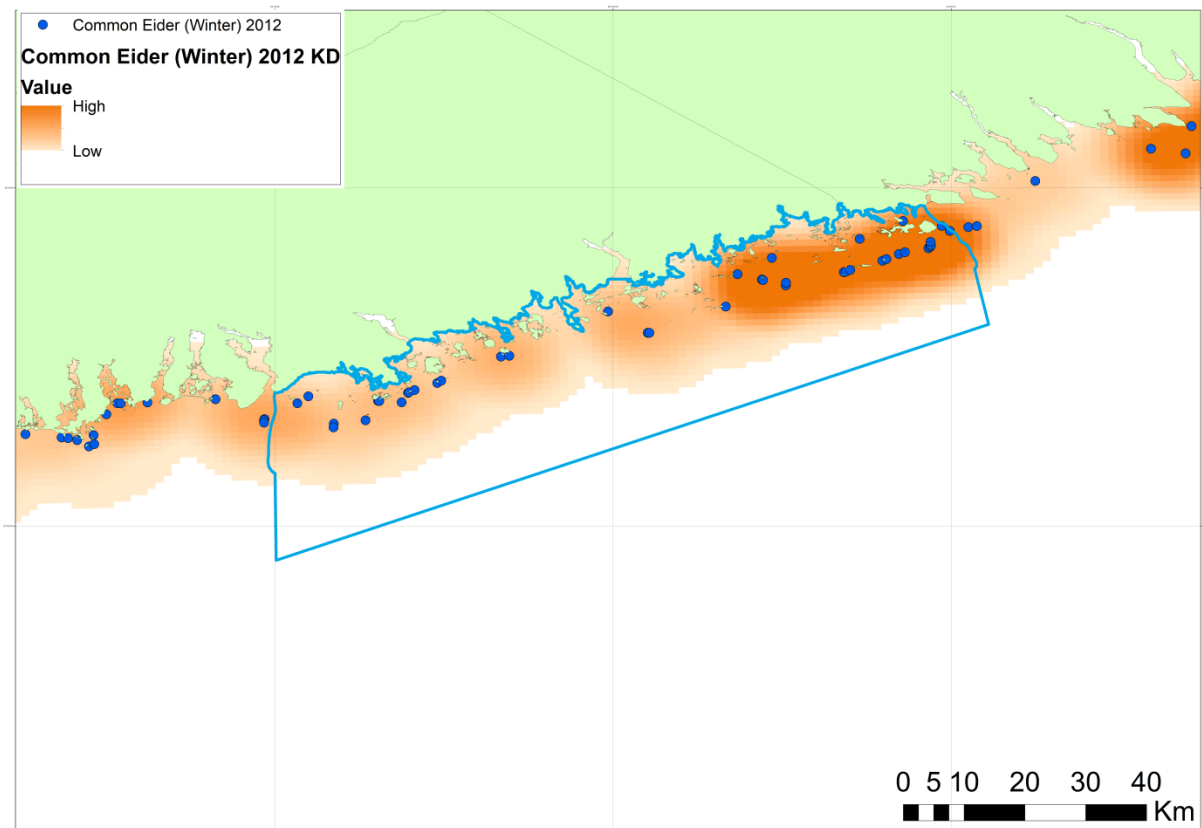 Common Eider (Winter) 2012
Common Eider (Winter) 2012 KD
Value
High
Low
0 5 10 20 30 40
Km